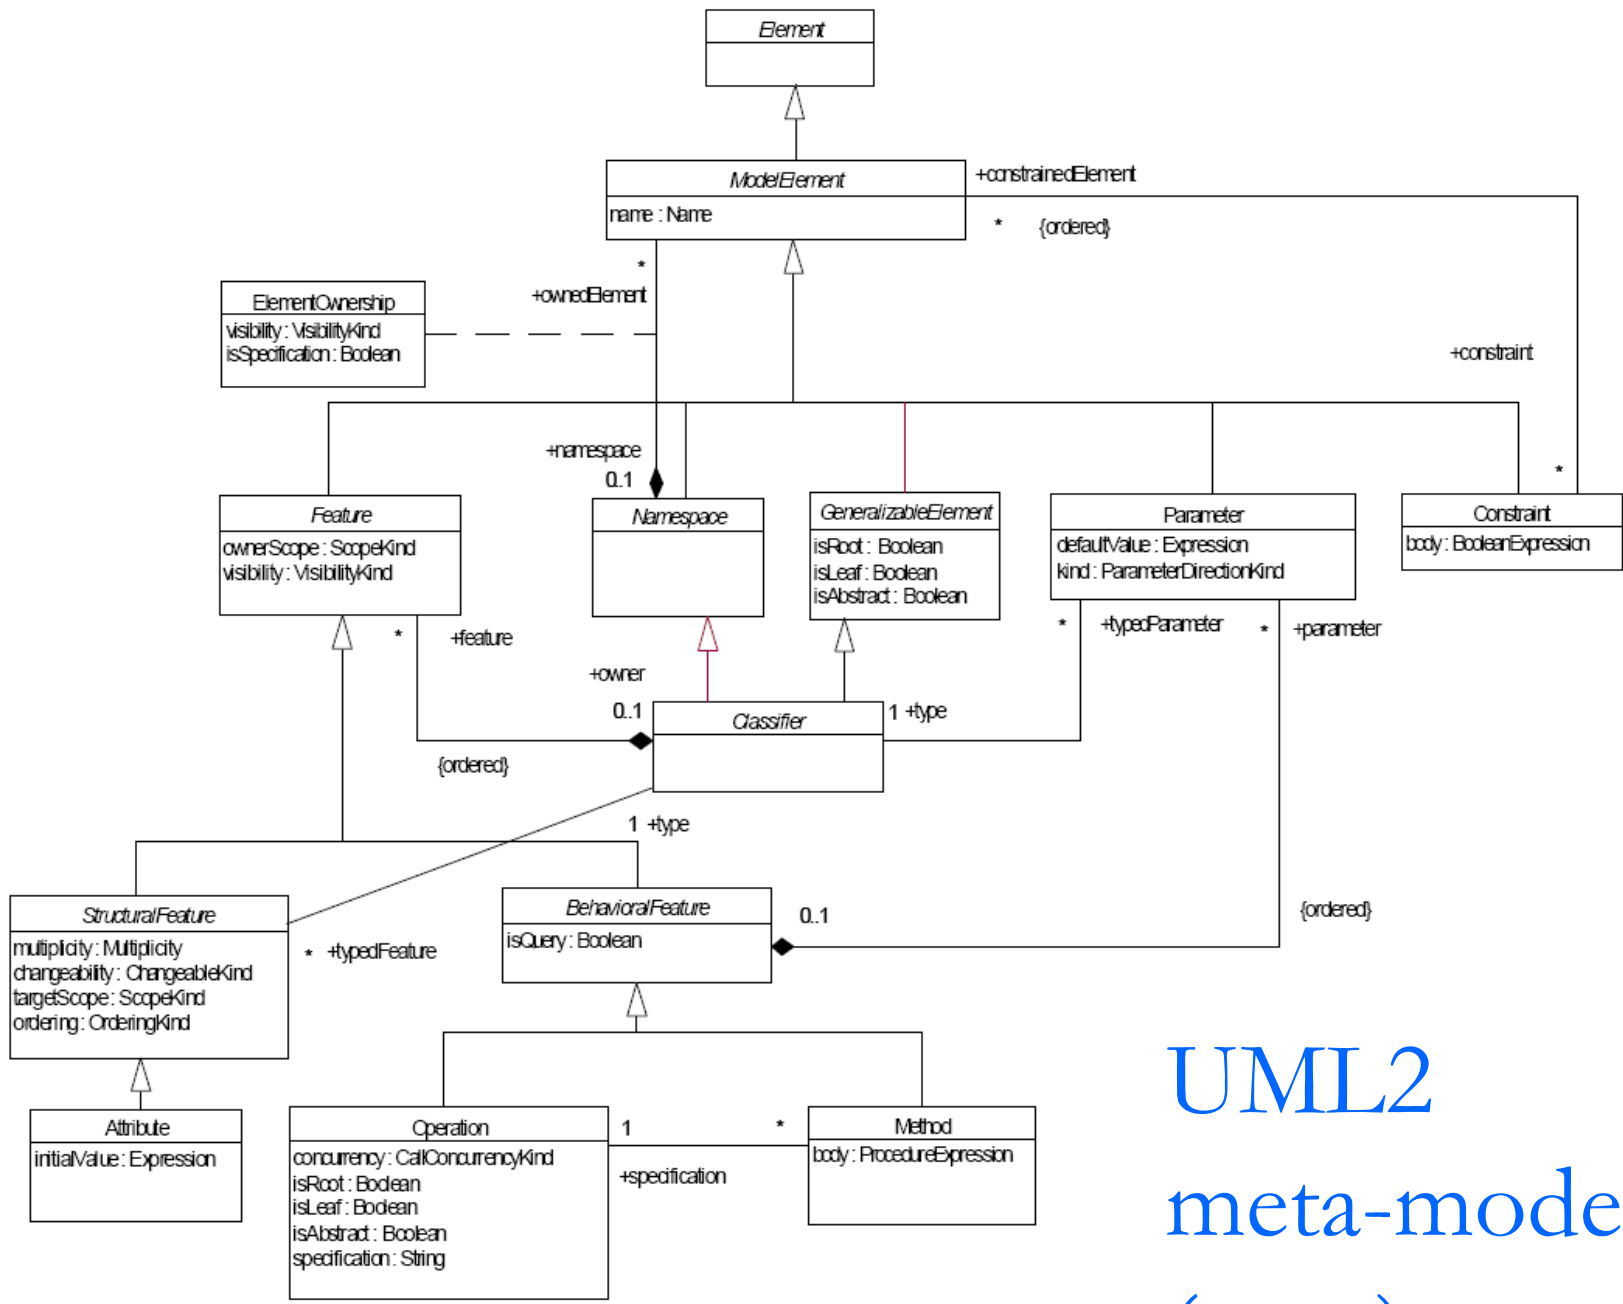 Element
ModelElement
name : Name
+constrainedElement
* {ordered}
*
+ownedElement
ElementOwnership
visibility : VisibilityKind
isSpecification : Boolean
+constraint
*
+namespace
0..1
Feature
ownerScope : ScopeKind
visibility : VisibilityKind
Namespace
GeneralizableElement
isRoot : Boolean
isLeaf : Boolean
isAbstract : Boolean
Parameter
defaultValue : Expression
kind : ParameterDirectionKind
Constraint
body : BooleanExpression
* +feature
* +typedParameter
* +parameter
+owner
0..1
Classifier
1 +type
{ordered}
1 +type
StructuralFeature
multiplicity : Multiplicity
changeability : ChangeableKind
targetScope : ScopeKind
ordering : OrderingKind
* +typedFeature
BehavioralFeature
isQuery : Boolean
0..1
{ordered}
Attribute
initialValue : Expression
Operation
concurrency : CallConcurrencyKind
isRoot : Boolean
isLeaf : Boolean
isAbstract : Boolean
specification : String
1 *
+specification
Method
body : ProcedureExpression
UML2
meta-mode